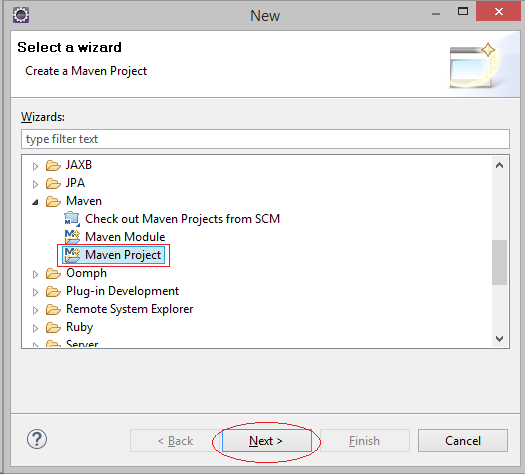 New
Select a wizard
Create a Maven Project
Wizards:
type filter text
JAXB
JPA
Maven
Check out Maven Projects from SCM
Maven Module
Maven Project
Oomph
Plug-in Development
Remote System Explorer
Ruby
Server
< Back Next > Finish Cancel